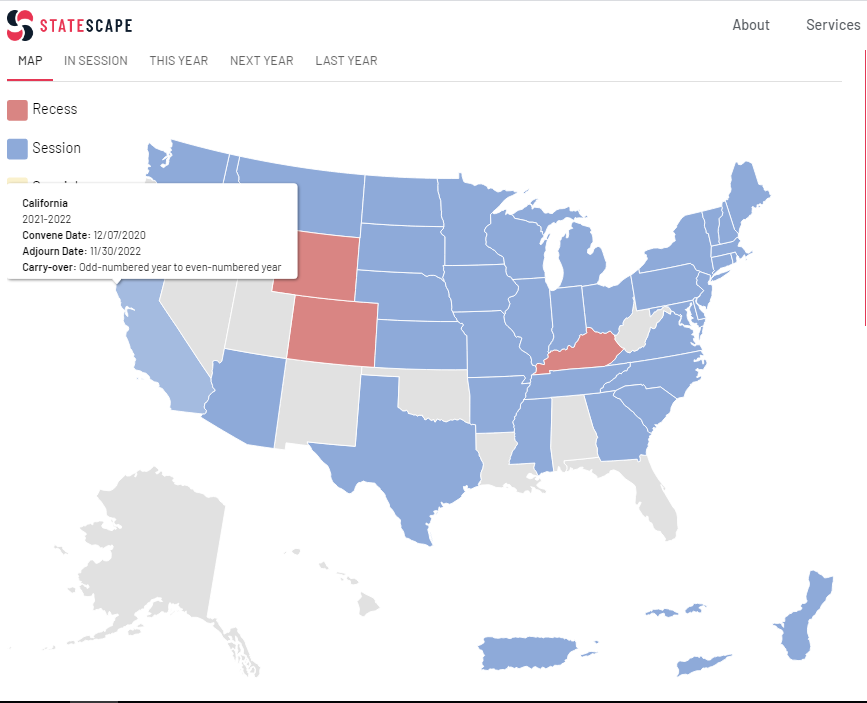 STATESCAPE
About Services
MAP IN SESSION THIS YEAR NEXT YEAR LAST YEAR
Recess
Session
California
2021-2022
Convene Date: 12/07/2020
Adjourn Date: 11/30/2022
Carry-over: Odd-numbered year to even-numbered year